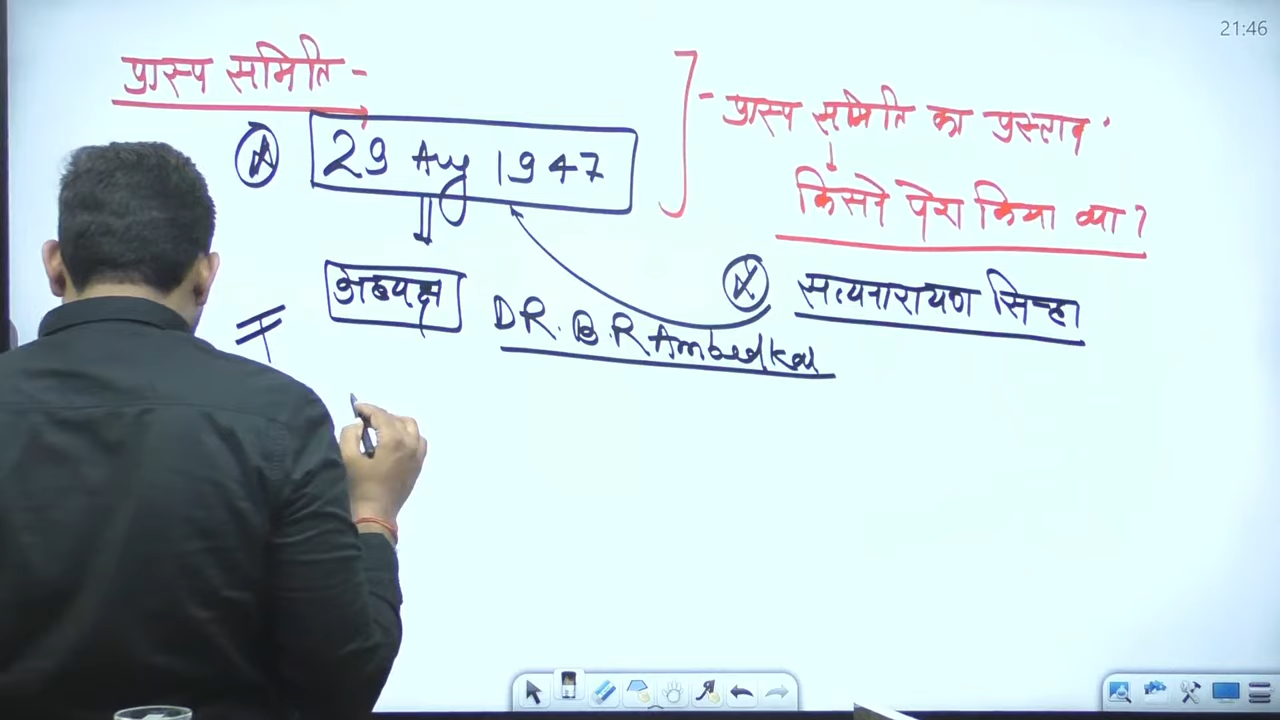 21:46
प्रारूप समिति -
29 Aug 1947
- प्रारूप समिति का प्रस्ताव
किसने पेश किया था ?
अध्यक्ष
DR. B.R Ambedkar
सत्यनारायण सिन्हा